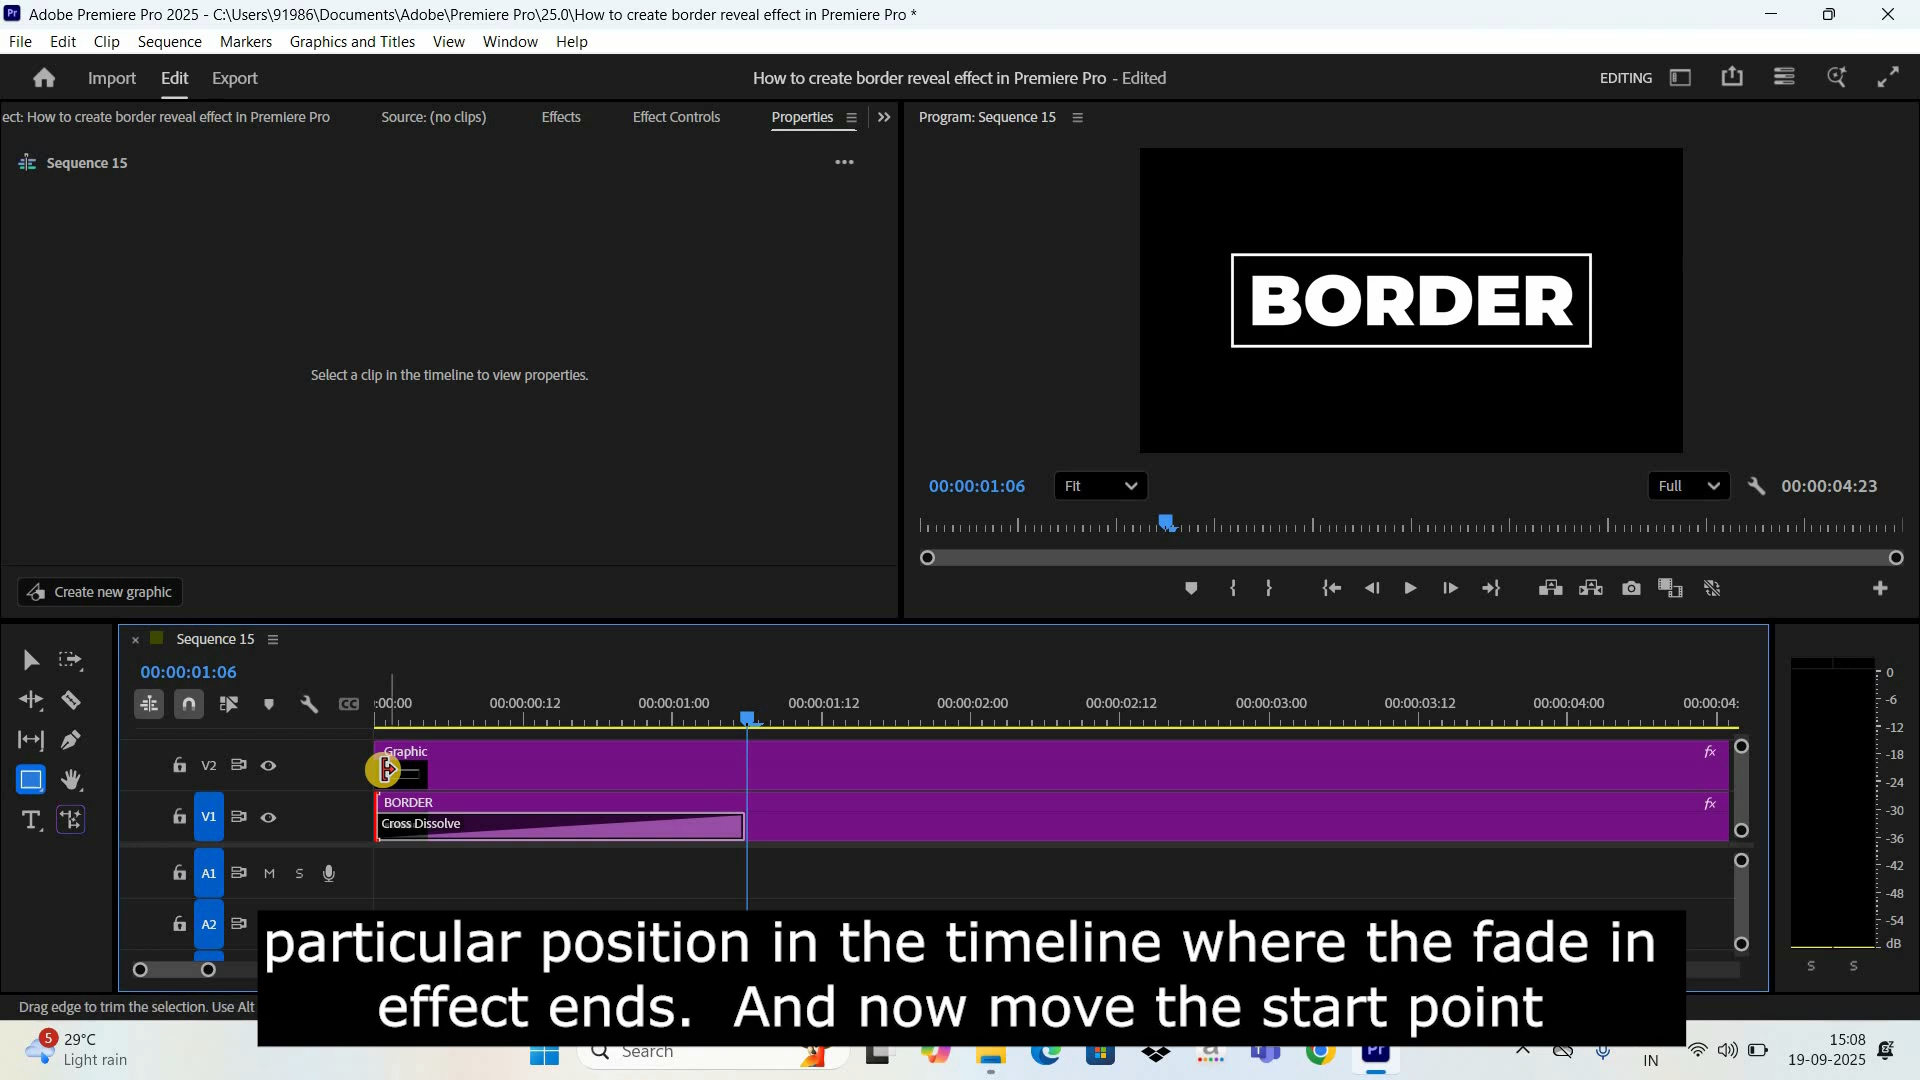 Pr Adobe Premiere Pro 2025 - C:\Users\91986\Documents\Adobe\Premiere Pro\25.0\How to create border reveal effect in Premiere Pro *
File Edit Clip Sequence Markers Graphics and Titles View Window Help
Import Edit Export How to create border reveal effect in Premiere Pro - Edited EDITING
ect: How to create border reveal effect in Premiere Pro Source: (no clips) Effects Effect Controls Properties Program: Sequence 15
Sequence 15
BORDER
Select a clip in the timeline to view properties.
00:00:01:06 Fit Full 00:00:04:23
Create new graphic
Sequence 15
00:00:01:06
:00:00 00:00:00:12 00:00:01:00 00:00:01:12 00:00:02:00 00:00:02:12 00:00:03:00 00:00:03:12 00:00:04:00 00:00:04:
CC
V2 Graphic fx
V1 BORDER fx
Cross Dissolve
A1 M S
A2
0
-6
-12
-18
-24
-30
-36
-42
-48
-54
dB
S S
T
Drag edge to trim the selection. Use Alt
particular position in the timeline where the fade in
effect ends. And now move the start point
5 29°C
Light rain
Search
Pr
IN
15:08
19-09-2025